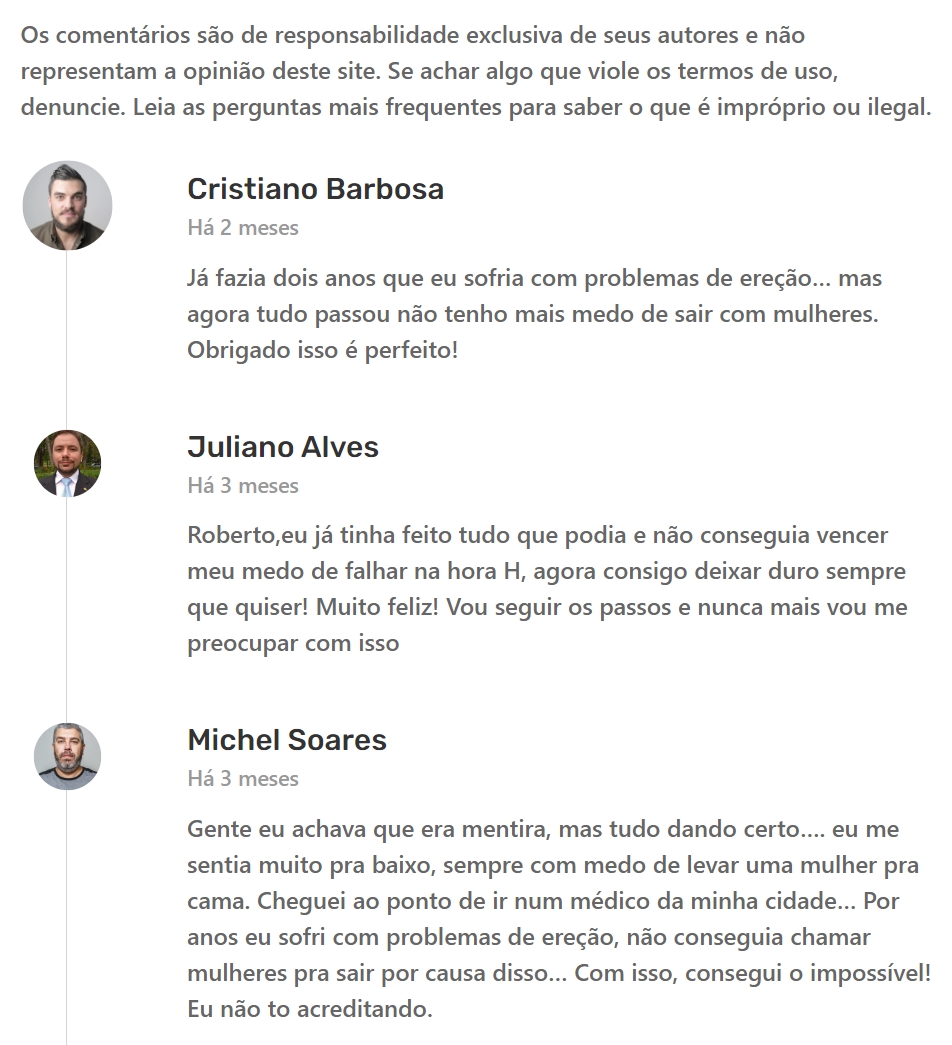 Os comentários são de responsabilidade exclusiva de seus autores e não
representam a opinião deste site. Se achar algo que viole os termos de uso,
denuncie. Leia as perguntas mais frequentes para saber o que é impróprio ou ilegal.
Cristiano Barbosa
Há 2 meses
Já fazia dois anos que eu sofria com problemas de ereção... mas
agora tudo passou não tenho mais medo de sair com mulheres.
Obrigado isso é perfeito!
Juliano Alves
Há 3 meses
Roberto,eu já tinha feito tudo que podia e não conseguia vencer
meu medo de falhar na hora H, agora consigo deixar duro sempre
que quiser! Muito feliz! Vou seguir os passos e nunca mais vou me
preocupar com isso
Michel Soares
Há 3 meses
Gente eu achava que era mentira, mas tudo dando certo.... eu me
sentia muito pra baixo, sempre com medo de levar uma mulher pra
cama. Cheguei ao ponto de ir num médico da minha cidade... Por
anos eu sofri com problemas de ereção, não conseguia chamar
mulheres pra sair por causa disso... Com isso, consegui o impossível!
Eu não to acreditando.